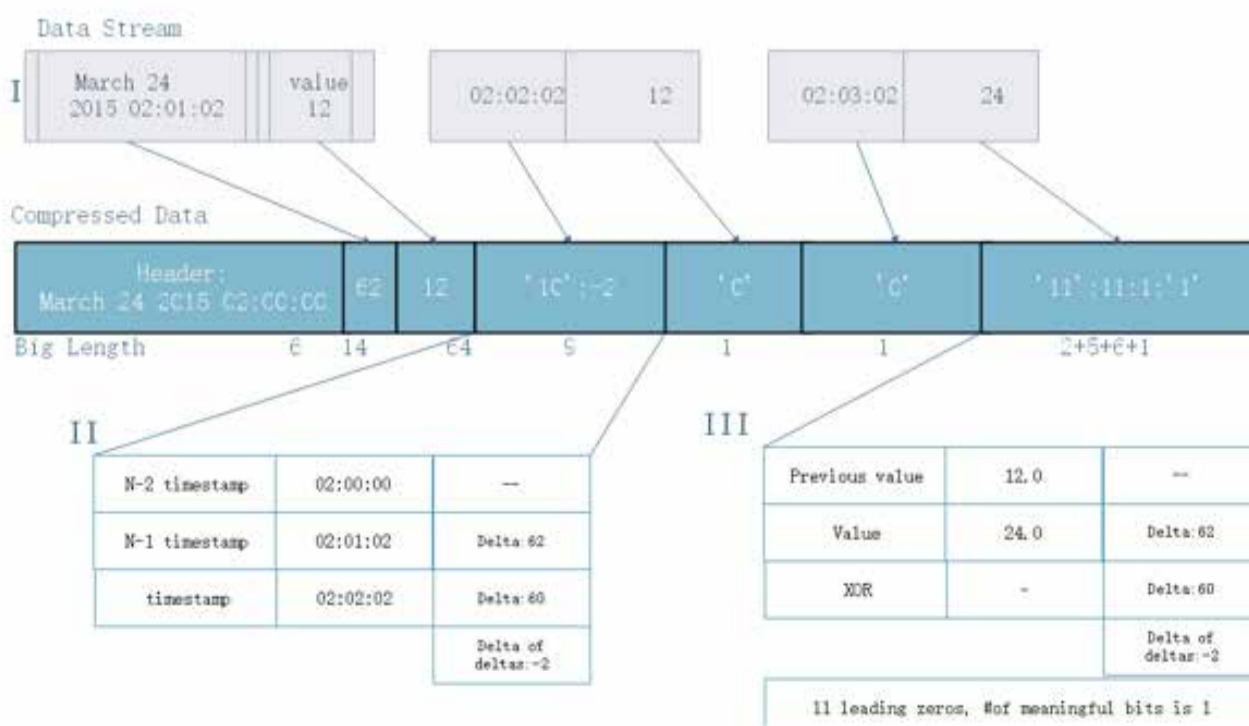 Data Stream
I
March 24
2015 02:01:02
value
12
02:02:02
12
02:03:02
24
Compressed Data
Header:
March 24 2015 02:00:00
62
12
'10':-2
'0'
'0'
'11':11:1:'1'
Big Length
6
14
64
9
1
1
2+5+6+1
II
N-2 timestamp
02:00:00
--
N-1 timestamp
02:01:02
Delta:62
timestamp
02:02:02
Delta:60
Delta of
deltas:-2
III
Previous value
12.0
--
Value
24.0
Delta:62
XOR
-
Delta:60
Delta of
deltas:-2
11 leading zeros, #of meaningful bits is 1